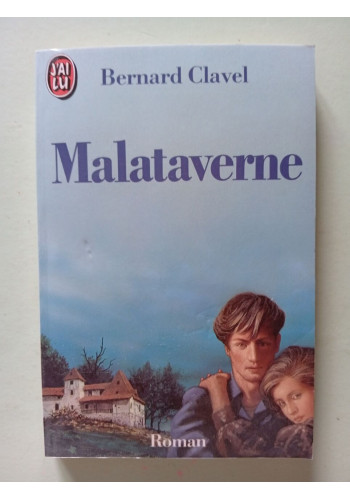 J'AI
LU
Bernard Clavel
Malataverne
Roman